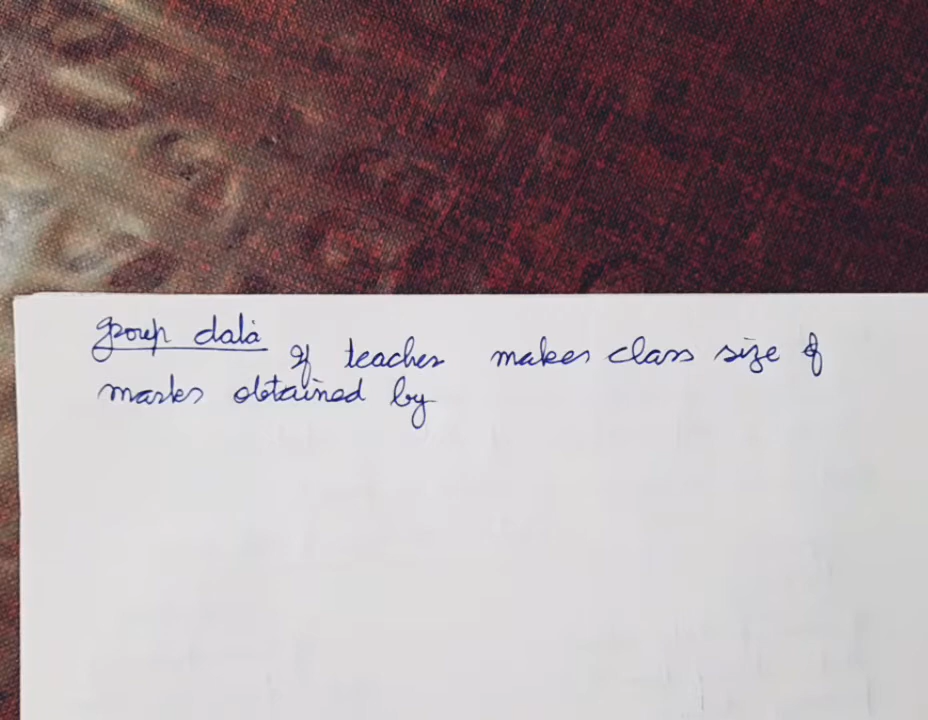 group data If teacher makes class size of
marks obtained by